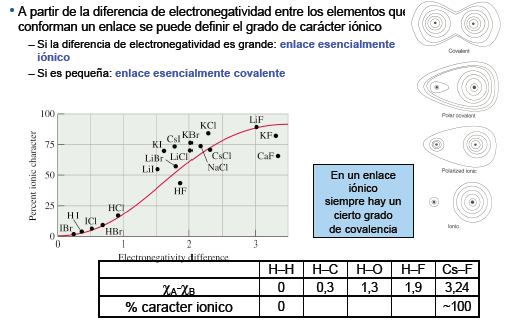 • A partir de la diferencia de electronegatividad entre los elementos que
conforman un enlace se puede definir el grado de carácter iónico
– Si la diferencia de electronegatividad es grande: enlace esencialmente
iónico
– Si es pequeña: enlace esencialmente covalente
Covalent
Polar covalent
Polarized ionic
Ionic
Percent ionic character
100
75
50
25
0
0 1 2 3
Electronegativity difference
IBr
HI
ICl
HBr
HCl
LiI
KI
LiBr
CsI
LiCl
HF
KBr
KCl
NaCl
CsCl
LiF
KF
CaF
En un enlace
iónico
siempre hay un
cierto grado
de covalencia
H–H H–C H–O H–F Cs–F
χA-χB 0 0,3 1,3 1,9 3,24
% caracter ionico 0 ~100